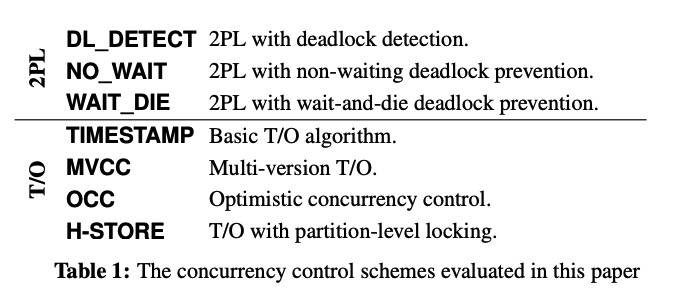 2PL
DL_DETECT 2PL with deadlock detection.
NO_WAIT 2PL with non-waiting deadlock prevention.
WAIT_DIE 2PL with wait-and-die deadlock prevention.
T/O
TIMESTAMP Basic T/O algorithm.
MVCC Multi-version T/O.
OCC Optimistic concurrency control.
H-STORE T/O with partition-level locking.
Table 1: The concurrency control schemes evaluated in this paper